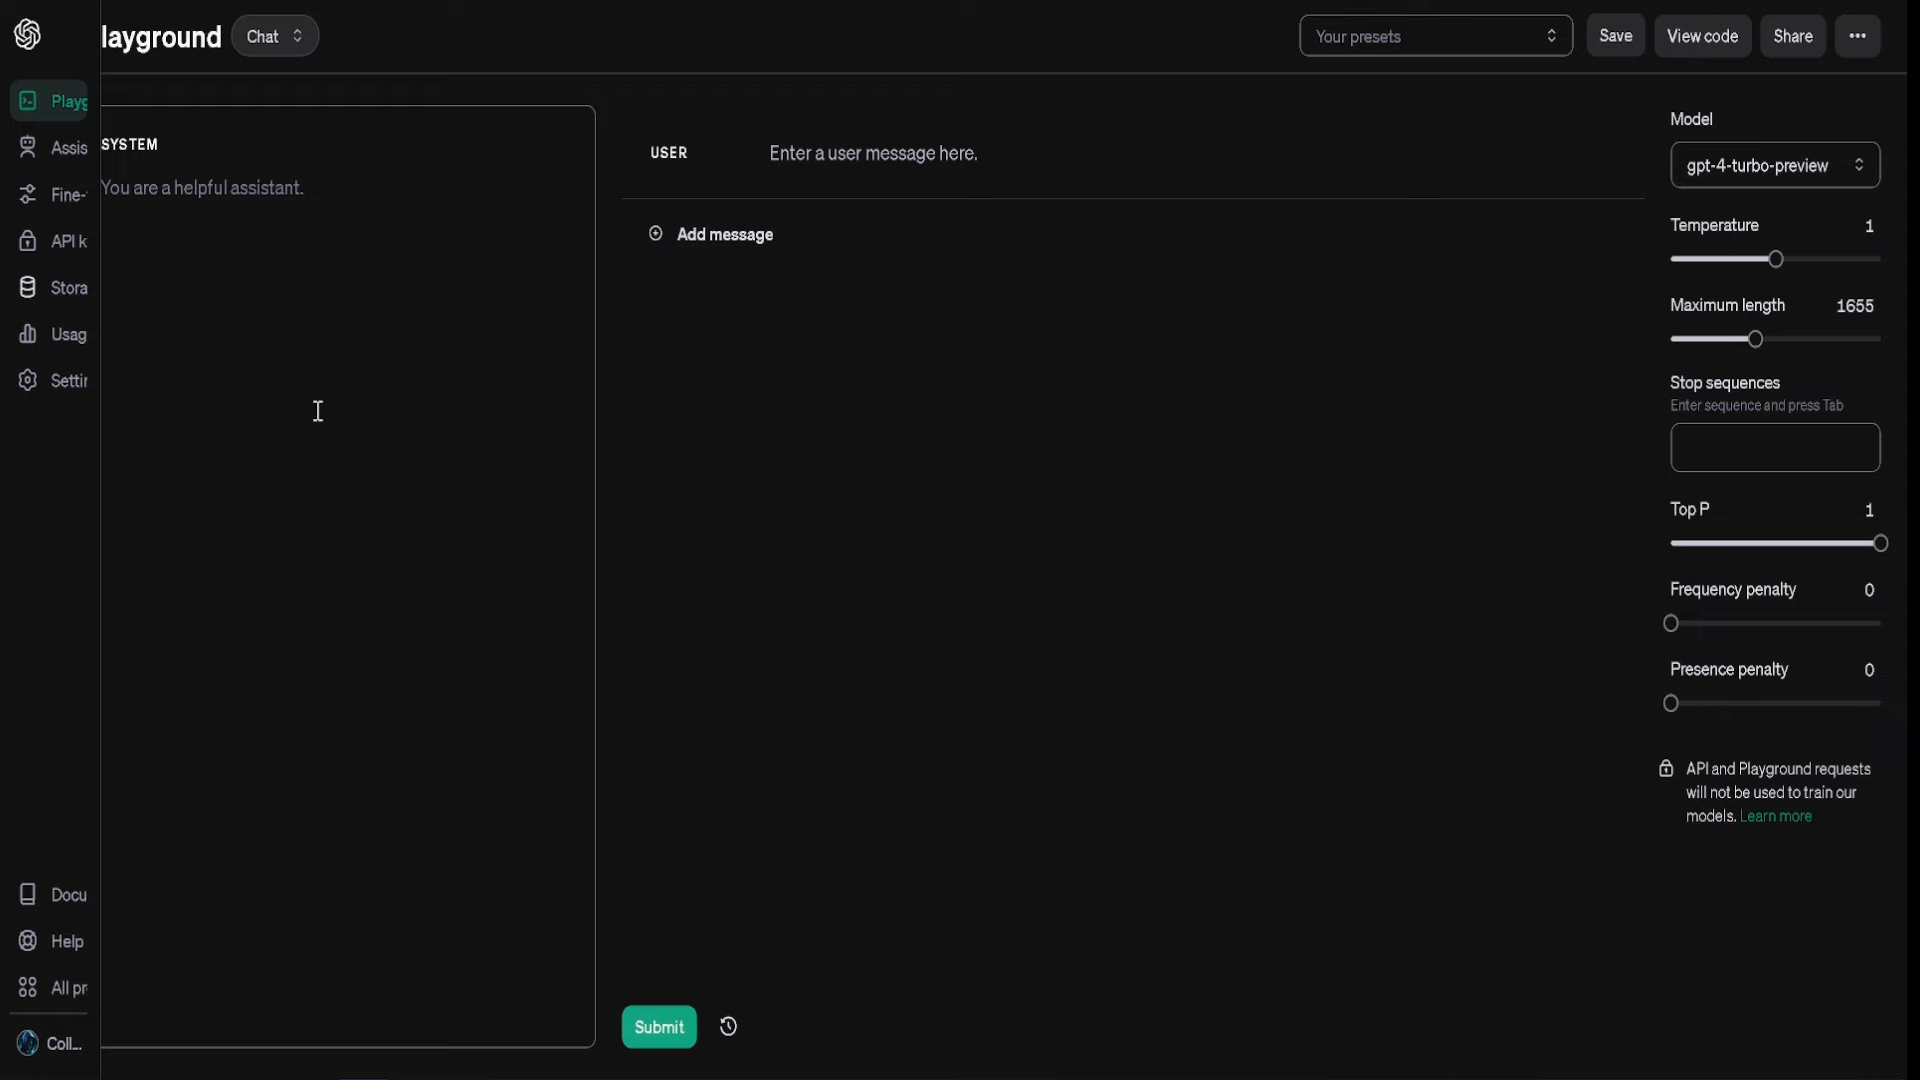 layground
Chat
Your presets
Save
View code
Share
Playg
Assis
Fine-
API k
Stora
Usag
Settin
Docu
Help
All pr
Coll...
SYSTEM
You are a helpful assistant.
USER
Enter a user message here.
Add message
Submit
Model
gpt-4-turbo-preview
Temperature 1
Maximum length 1655
Stop sequences
Enter sequence and press Tab
Top P 1
Frequency penalty 0
Presence penalty 0
API and Playground requests
will not be used to train our
models. Learn more